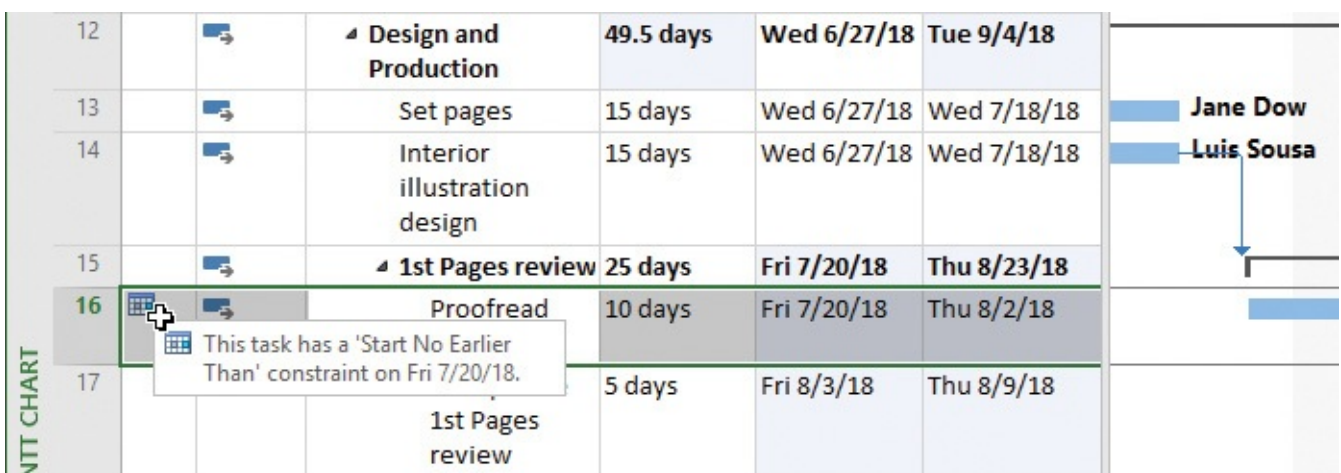 12 Design and 49.5 days Wed 6/27/18 Tue 9/4/18
Production
13 Set pages 15 days Wed 6/27/18 Wed 7/18/18 Jane Dow
14 Interior 15 days Wed 6/27/18 Wed 7/18/18 Luis Sousa
illustration
design
15 1st Pages review 25 days Fri 7/20/18 Thu 8/23/18
16 Proofread 10 days Fri 7/20/18 Thu 8/2/18
This task has a 'Start No Earlier
Than' constraint on Fri 7/20/18.
17 5 days Fri 8/3/18 Thu 8/9/18
1st Pages
review
CHART